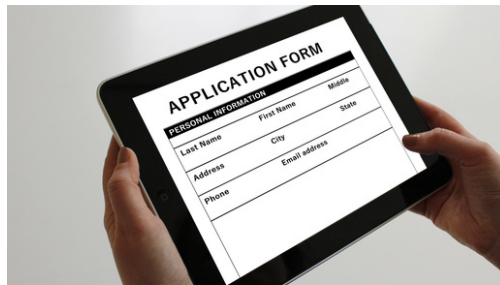 APPLICATION FORM
PERSONAL INFORMATION
Last Name First Name Middle
Address City State
Phone Email address